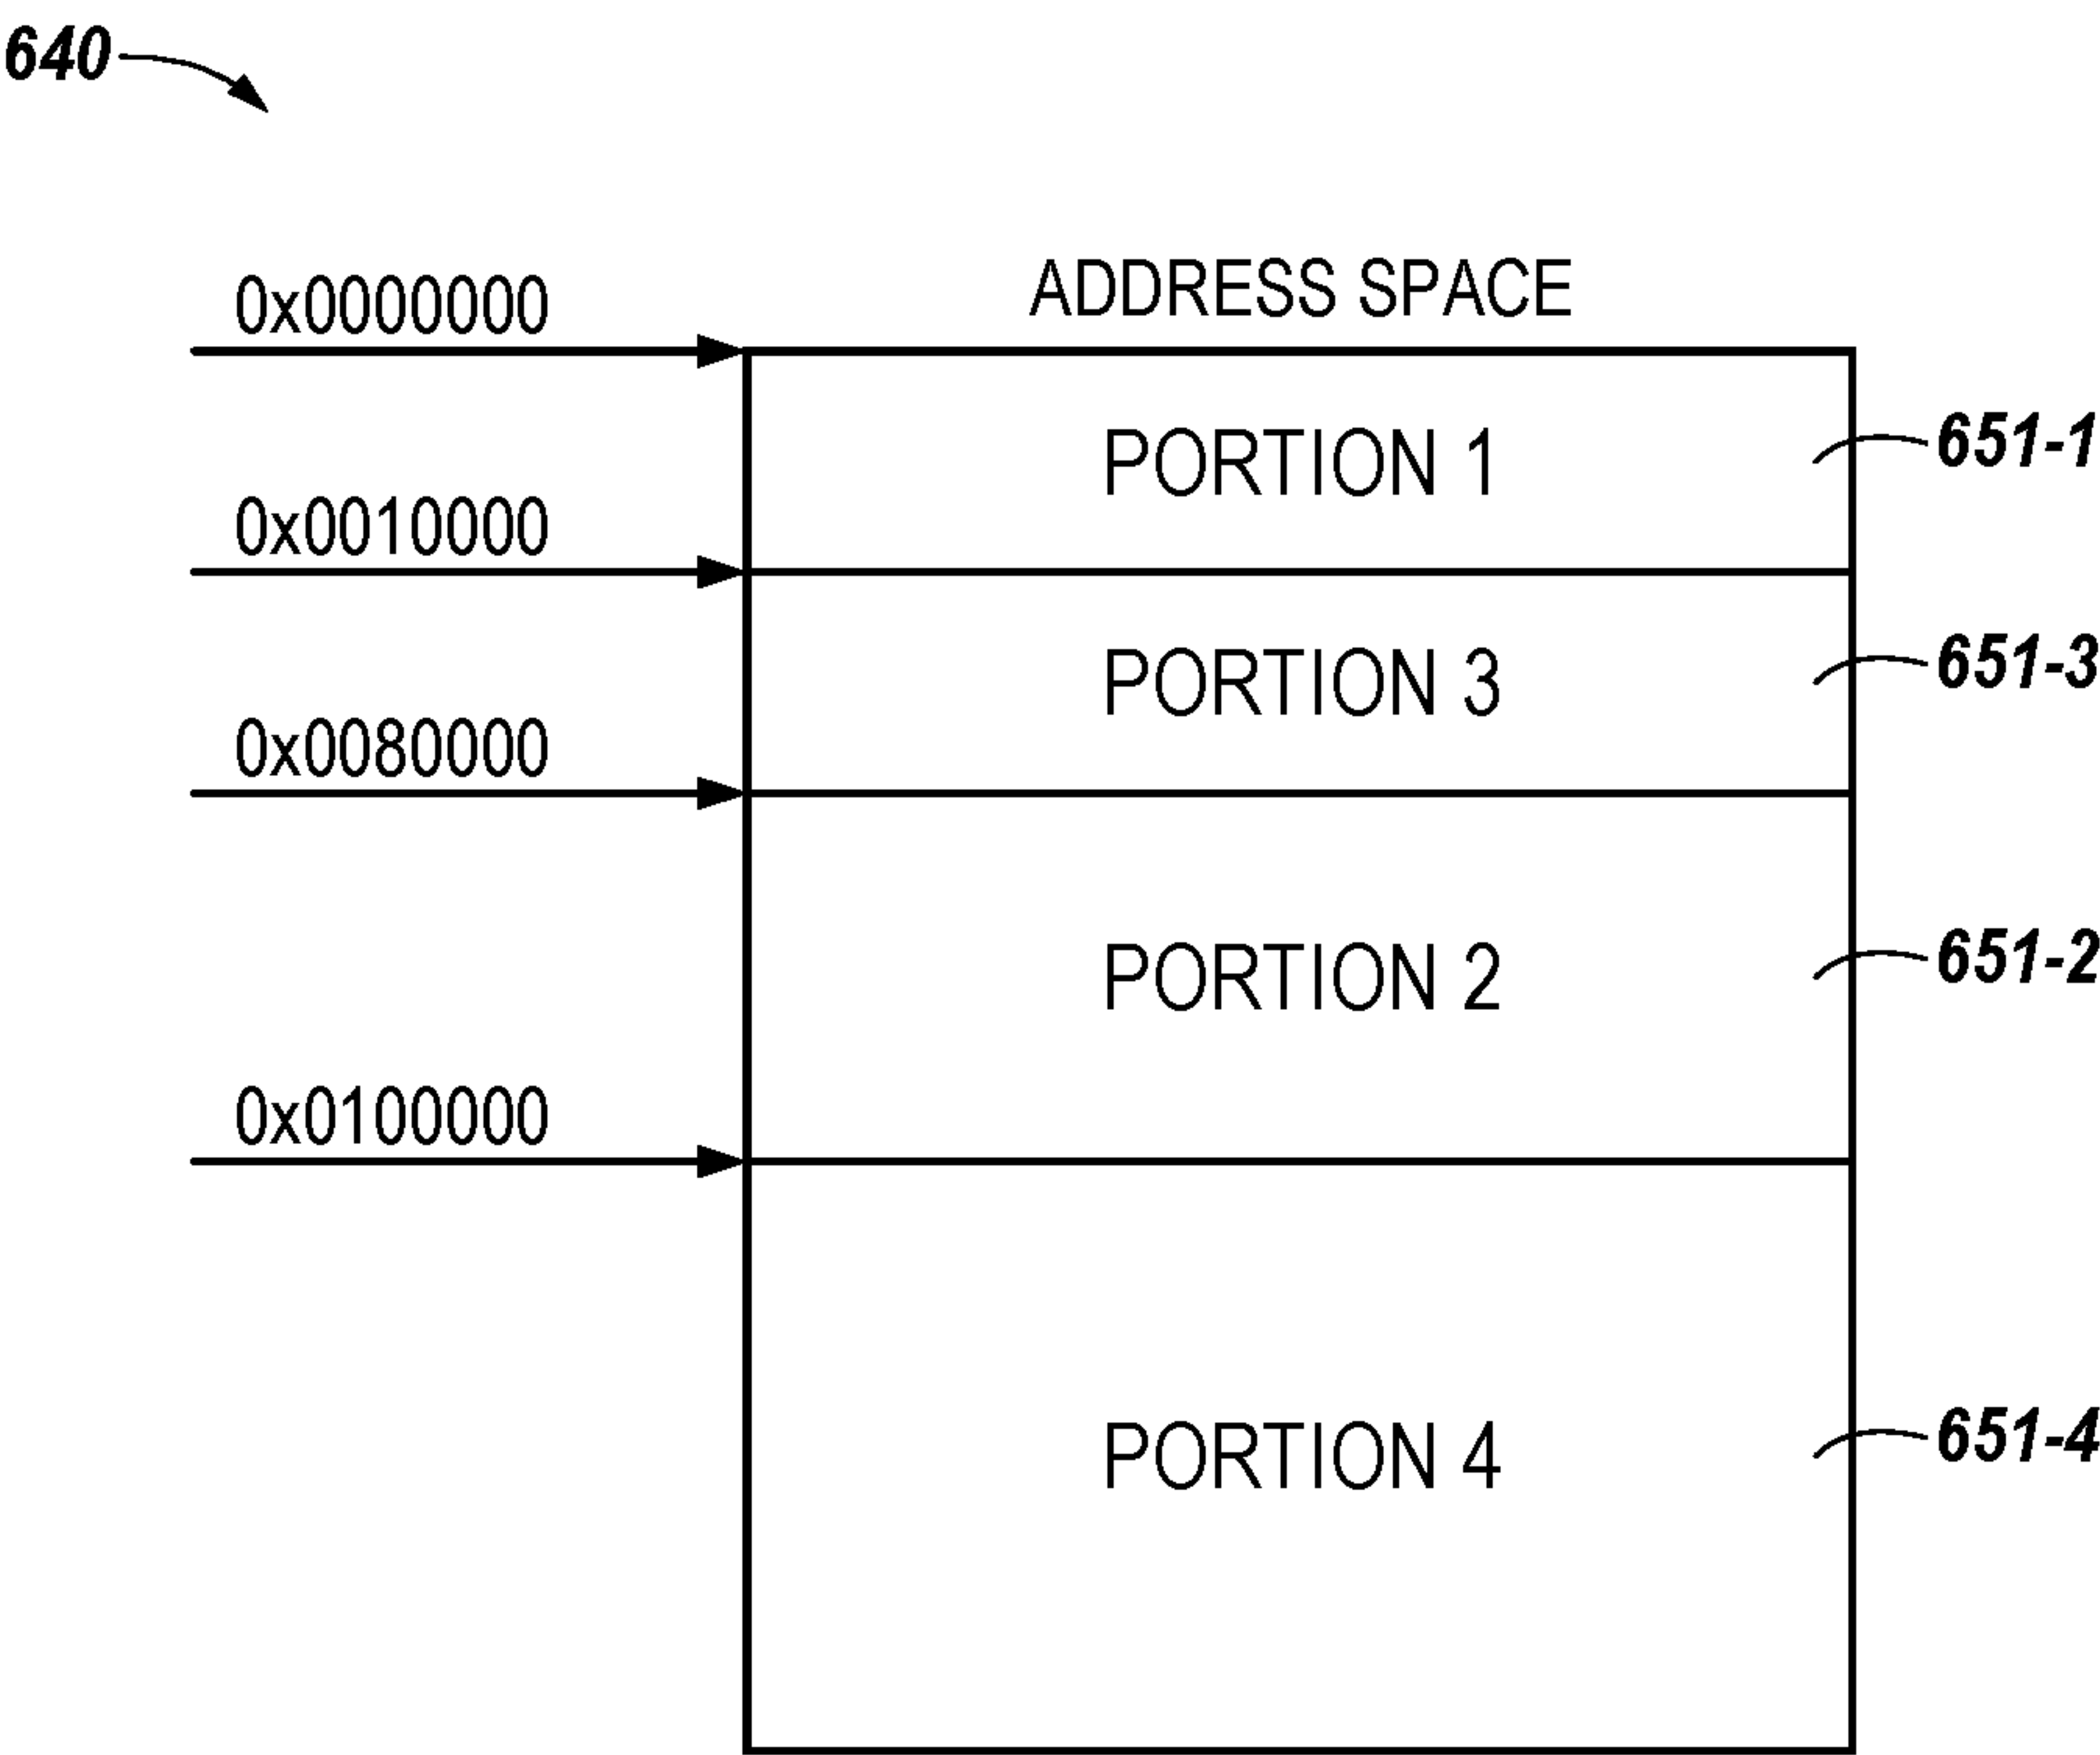 640
ADDRESS SPACE
0x0000000
PORTION 1
651-1
0x0010000
PORTION 3
651-3
0x0080000
PORTION 2
651-2
0x0100000
PORTION 4
651-4